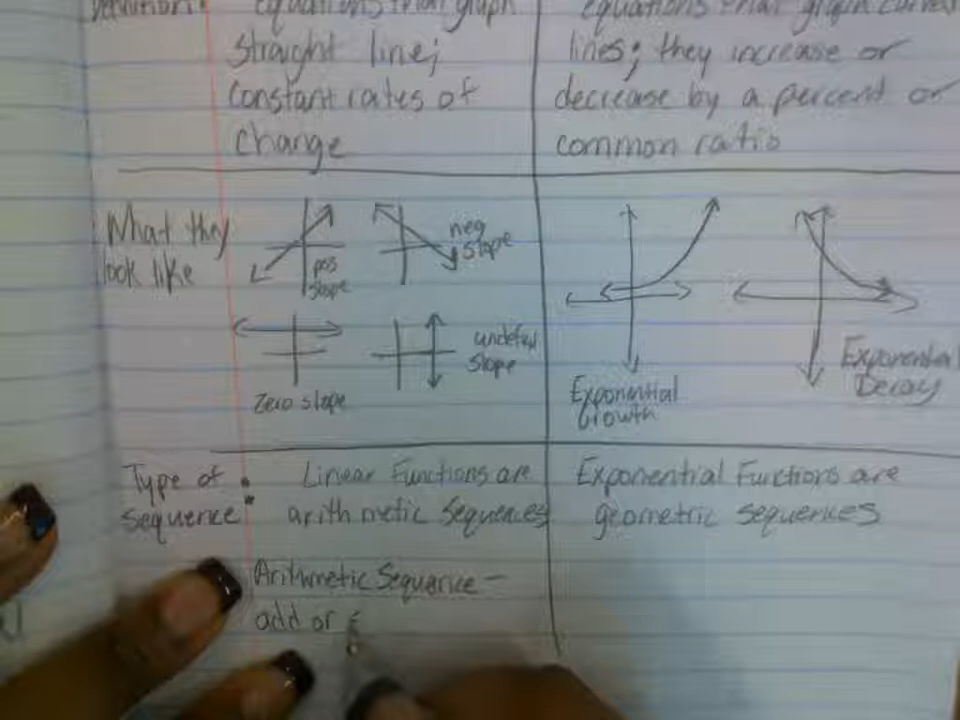 Definition: equations that graph
straight line;
constant rates of
change
equations that graph curved
lines; they increase or
decrease by a percent or
common ratio
What they
look like
pos
slope
neg
slope
zero slope
undefined
slope
Exponential
Growth
Exponential
Decay
Type of :
sequence
Linear Functions are
arithmetic sequences
Exponential Functions are
geometric sequences
Arithmetic Sequence -
add or